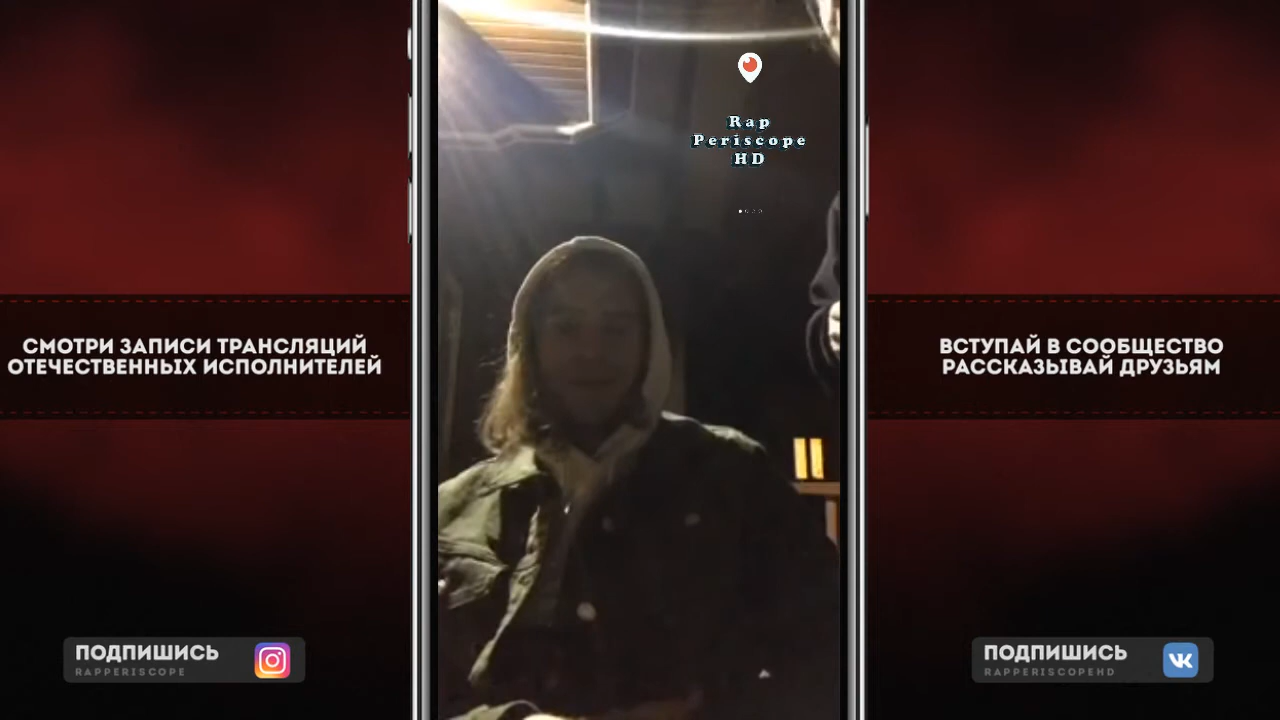 Rap
Periscope
HD
СМОТРИ ЗАПИСИ ТРАНСЛЯЦИЙ
ОТЕЧЕСТВЕННЫХ ИСПОЛНИТЕЛЕЙ
ВСТУПАЙ В СООБЩЕСТВО
РАССКАЗЫВАЙ ДРУЗЬЯМ
ПОДПИШИСЬ
RAPPERISCOPE
ПОДПИШИСЬ
RAPPERISCOPEHD